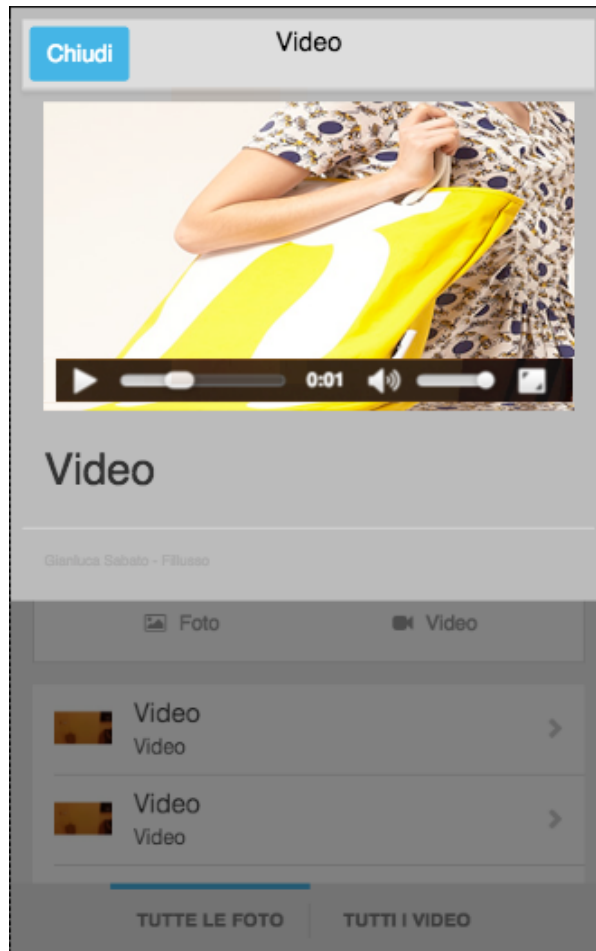 Chiudi
Video
0:01
Video
Gianluca Sabato - Fillusso
Foto
Video
Video
Video
Video
Video
TUTTE LE FOTO
TUTTI I VIDEO